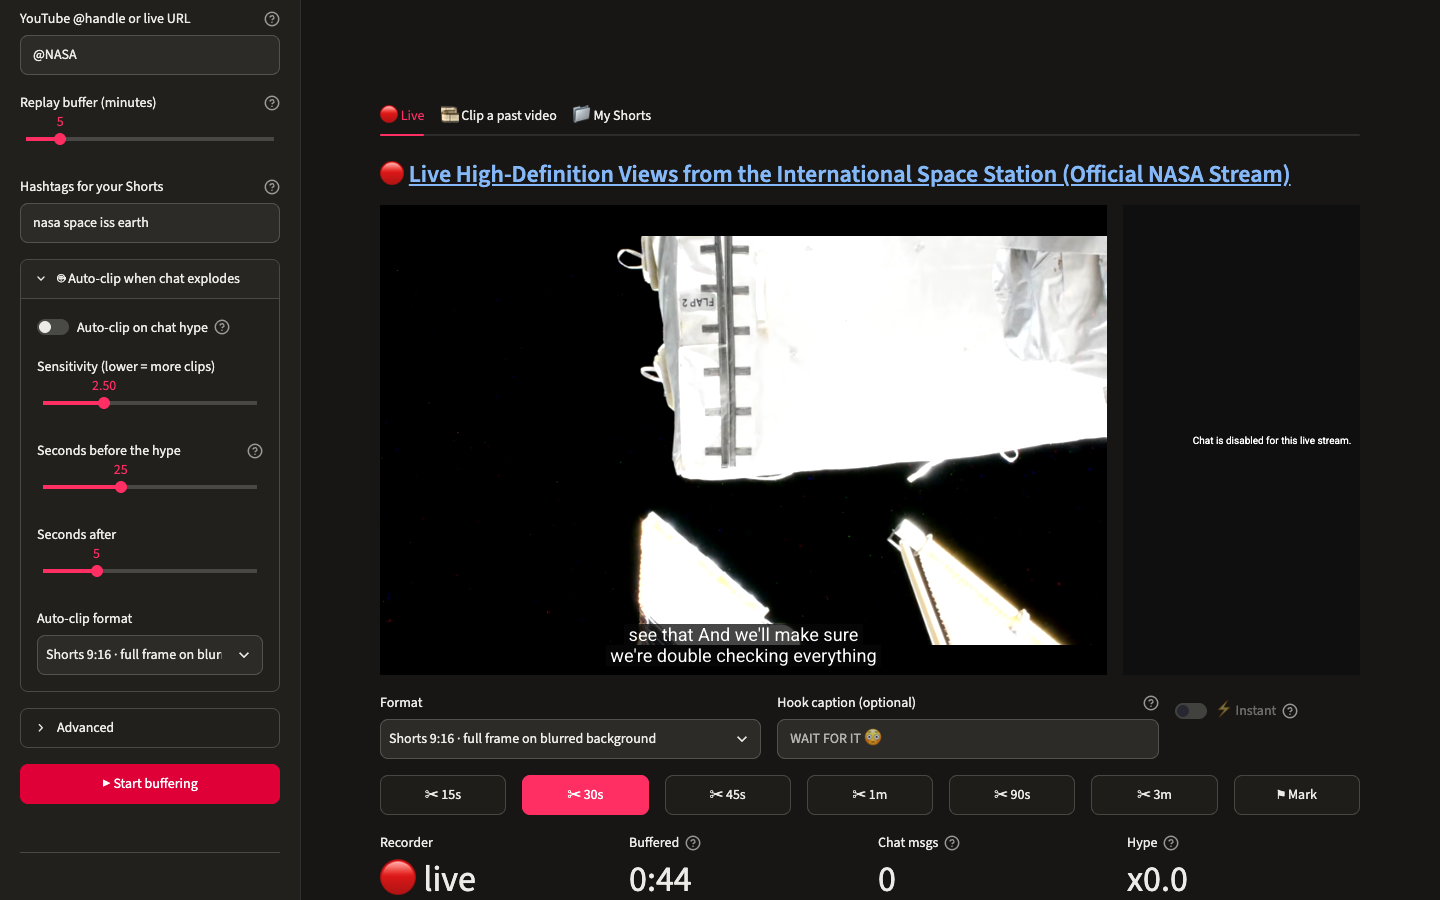 YouTube @handle or live URL
@NASA
Replay buffer (minutes)
5
Hashtags for your Shorts
nasa space iss earth
Auto-clip when chat explodes
Auto-clip on chat hype
Sensitivity (lower = more clips)
2.50
Seconds before the hype
25
Seconds after
5
Auto-clip format
Shorts 9:16 · full frame on blur
Advanced
Start buffering
Live
Clip a past video
My Shorts
Live High-Definition Views from the International Space Station (Official NASA Stream)
FLAP 2
see that And we'll make sure
we're double checking everything
Chat is disabled for this live stream.
Format
Hook caption (optional)
Shorts 9:16 · full frame on blurred background
WAIT FOR IT 😳
⚡ Instant
✂ 15s
✂ 30s
✂ 45s
✂ 1m
✂ 90s
✂ 3m
⚑ Mark
Recorder
Buffered
Chat msgs
Hype
🔴 live
0:44
0
x0.0